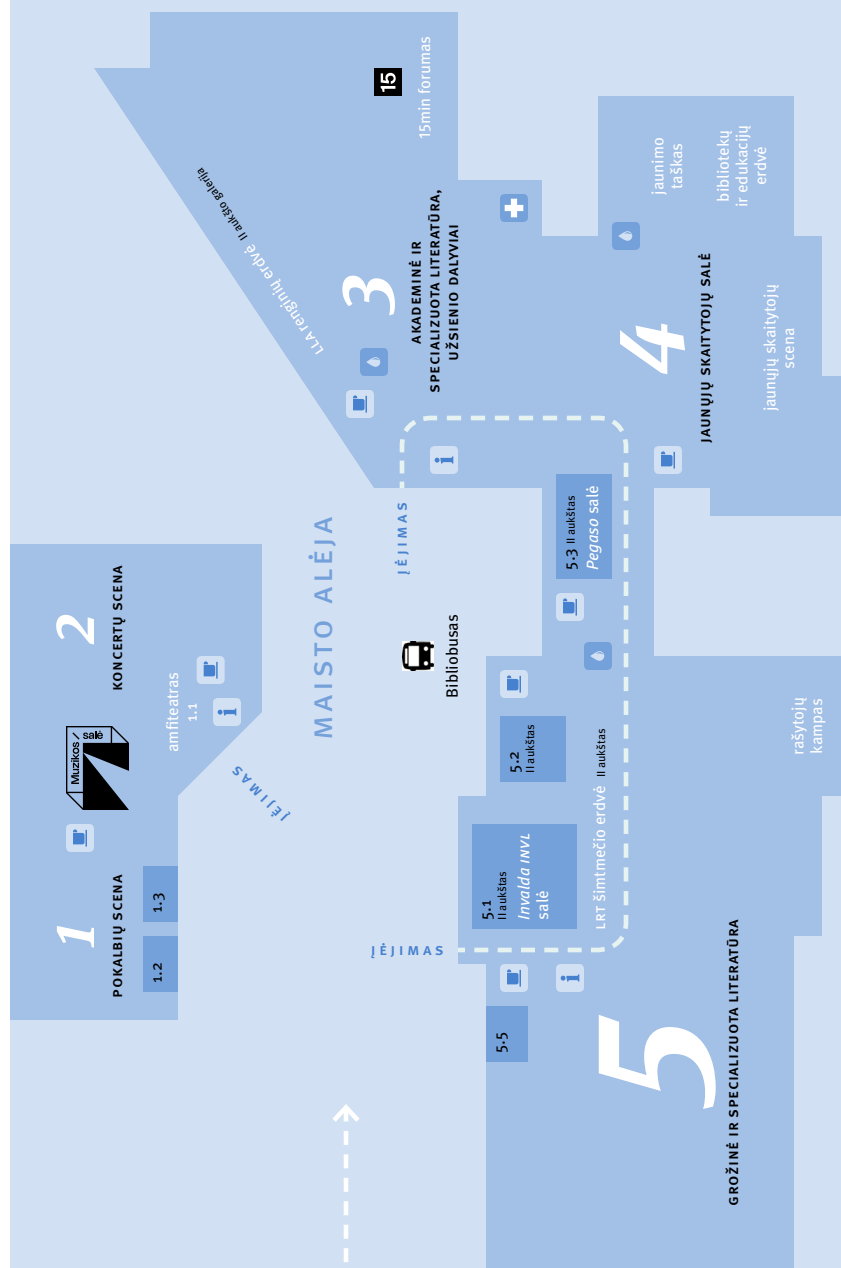 1
POKALBIŲ SCENA
1.2
1.3
Muzikos
salė
2
KONCERTŲ SCENA
amfiteatras
1.1
ĮĖJIMAS
MAISTO ALĖJA
ĮĖJIMAS
ĮĖJIMAS
Bibliobusas
LLA renginių erdvė II aukšto galerija
3
AKADEMINĖ IR
SPECIALIZUOTA LITERATŪRA,
UŽSIENIO DALYVIAI
15
15min forumas
4
JAUNŲJŲ SKAITYTOJŲ SALĖ
jaunimo
taškas
bibliotekų
ir edukacijų
erdvė
jaunųjų skaitytojų
scena
5.3 II aukštas
Pegaso salė
5.2
II aukštas
5.1
II aukštas
Invalda INVL
salė
LRT šimtmečio erdvė II aukštas
rašytojų
kampas
5.5
5
GROŽINĖ IR SPECIALIZUOTA LITERATŪRA